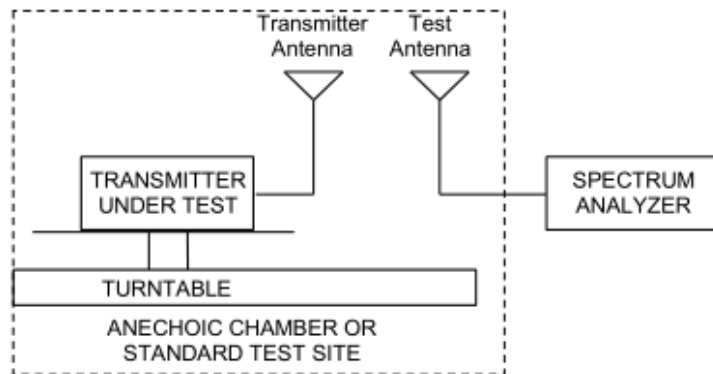 Transmitter
Antenna
Test
Antenna
TRANSMITTER
UNDER TEST
SPECTRUM
ANALYZER
TURNTABLE
ANECHOIC CHAMBER OR
STANDARD TEST SITE